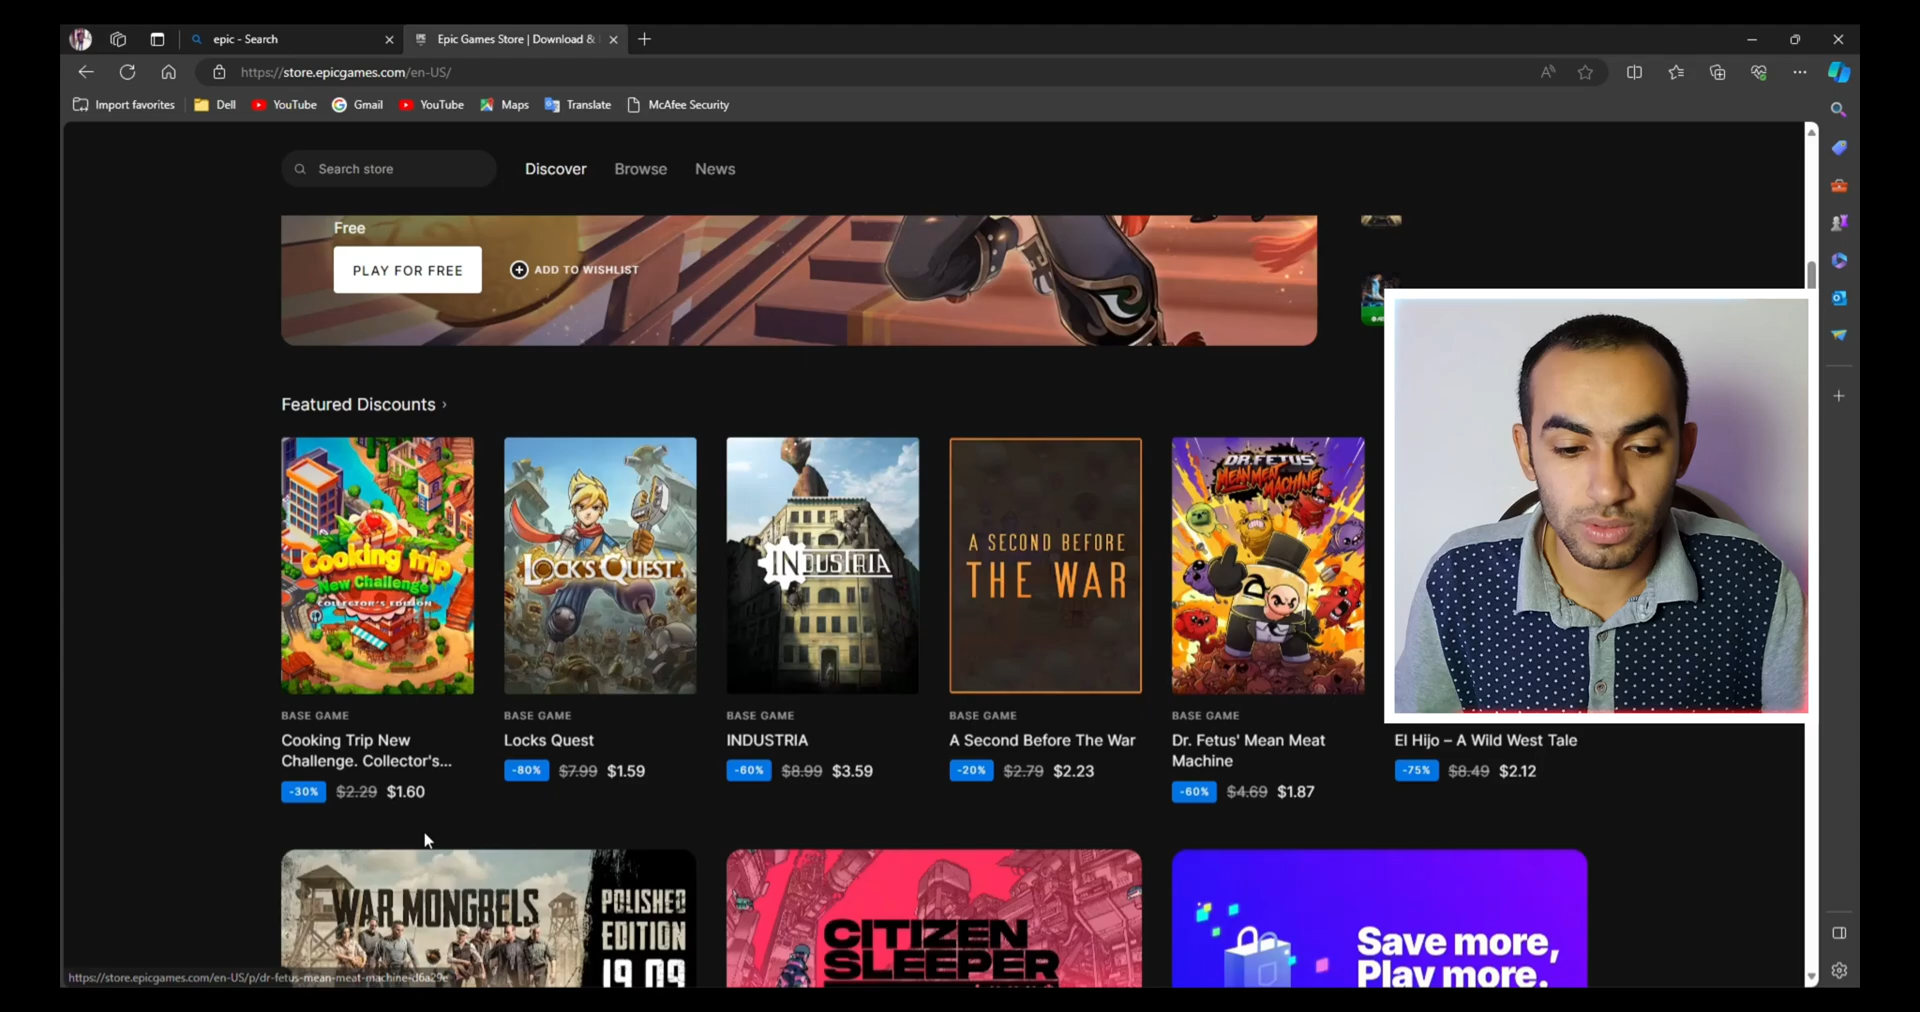 epic - Search
Epic Games Store | Download &
https://store.epicgames.com/en-US/
Import favorites
Dell
YouTube
Gmail
YouTube
Maps
Translate
McAfee Security
Search store
Discover
Browse
News
Free
PLAY FOR FREE
ADD TO WISHLIST
Featured Discounts ›
Cooking trip
New Challenge
COLLECTOR'S EDITION
LOCK'S QUEST
INDUSTRIA
A SECOND BEFORE
THE WAR
DR. FETUS'
MEAN MEAT
MACHINE
BASE GAME
Cooking Trip New
Challenge. Collector's...
-30% $2.29 $1.60
BASE GAME
Locks Quest
-80% $7.99 $1.59
BASE GAME
INDUSTRIA
-60% $8.99 $3.59
BASE GAME
A Second Before The War
-20% $2.79 $2.23
BASE GAME
Dr. Fetus' Mean Meat
Machine
-60% $4.69 $1.87
El Hijo – A Wild West Tale
-75% $8.49 $2.12
WAR MONGRELS
POLISHED
EDITION
19.09
CITIZEN
SLEEPER
Save more,
Play more.
https://store.epicgames.com/en-US/p/dr-fetus-mean-meat-machine-d6a29e